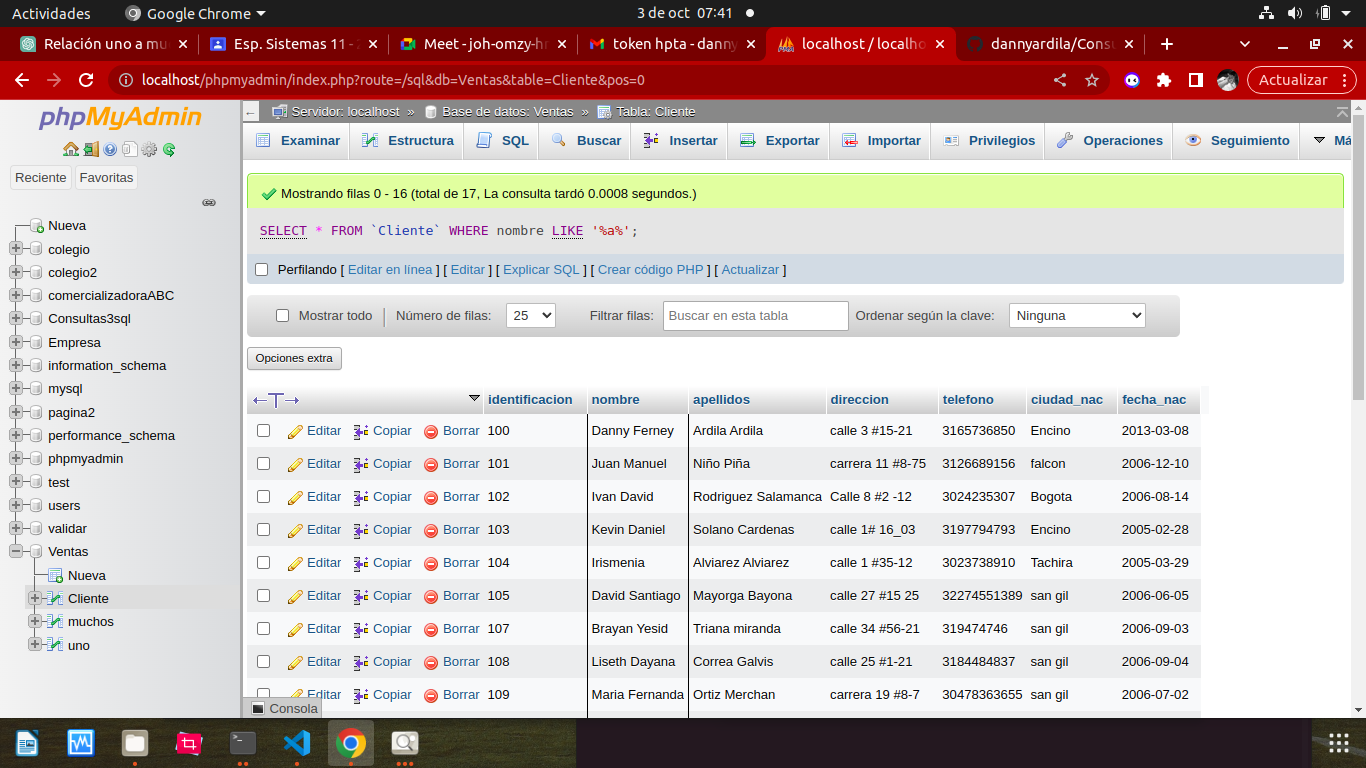 Actividades
Google Chrome
3 de oct 07:41
Relación uno a mu
Esp. Sistemas 11 - 2
Meet - joh-omzy-hr
token hpta - danny
localhost / localho
dannyardila/Consu
localhost/phpmyadmin/index.php?route=/sql&db=Ventas&table=Cliente&pos=0
Actualizar
phpMyAdmin
Reciente
Favoritas
Nueva
colegio
colegio2
comercializadoraABC
Consultas3sql
Empresa
information_schema
mysql
pagina2
performance_schema
phpmyadmin
test
users
validar
Ventas
Nueva
Cliente
muchos
uno
Servidor: localhost » Base de datos: Ventas » Tabla: Cliente
Examinar Estructura SQL Buscar Insertar Exportar Importar Privilegios Operaciones Seguimiento Má
Mostrando filas 0 - 16 (total de 17, La consulta tardó 0.0008 segundos.)
SELECT * FROM `Cliente` WHERE nombre LIKE '%a%';
Perfilando [ Editar en línea ] [ Editar ] [ Explicar SQL ] [ Crear código PHP ] [ Actualizar ]
Mostrar todo | Número de filas: 25 Filtrar filas: Buscar en esta tabla Ordenar según la clave: Ninguna
Opciones extra
identificacion nombre apellidos direccion telefono ciudad_nac fecha_nac
Editar Copiar Borrar 100 Danny Ferney Ardila Ardila calle 3 #15-21 3165736850 Encino 2013-03-08
Editar Copiar Borrar 101 Juan Manuel Niño Piña carrera 11 #8-75 3126689156 falcon 2006-12-10
Editar Copiar Borrar 102 Ivan David Rodriguez Salamanca Calle 8 #2 -12 3024235307 Bogota 2006-08-14
Editar Copiar Borrar 103 Kevin Daniel Solano Cardenas calle 1# 16_03 3197794793 Encino 2005-02-28
Editar Copiar Borrar 104 Irismenia Alviarez Alviarez calle 1 #35-12 3023738910 Tachira 2005-03-29
Editar Copiar Borrar 105 David Santiago Mayorga Bayona calle 27 #15 25 32274551389 san gil 2006-06-05
Editar Copiar Borrar 107 Brayan Yesid Triana miranda calle 34 #56-21 319474746 san gil 2006-09-03
Editar Copiar Borrar 108 Liseth Dayana Correa Galvis calle 25 #1-21 3184484837 san gil 2006-09-04
Editar Copiar Borrar 109 Maria Fernanda Ortiz Merchan carrera 19 #8-7 30478363655 san gil 2006-07-02
Consola